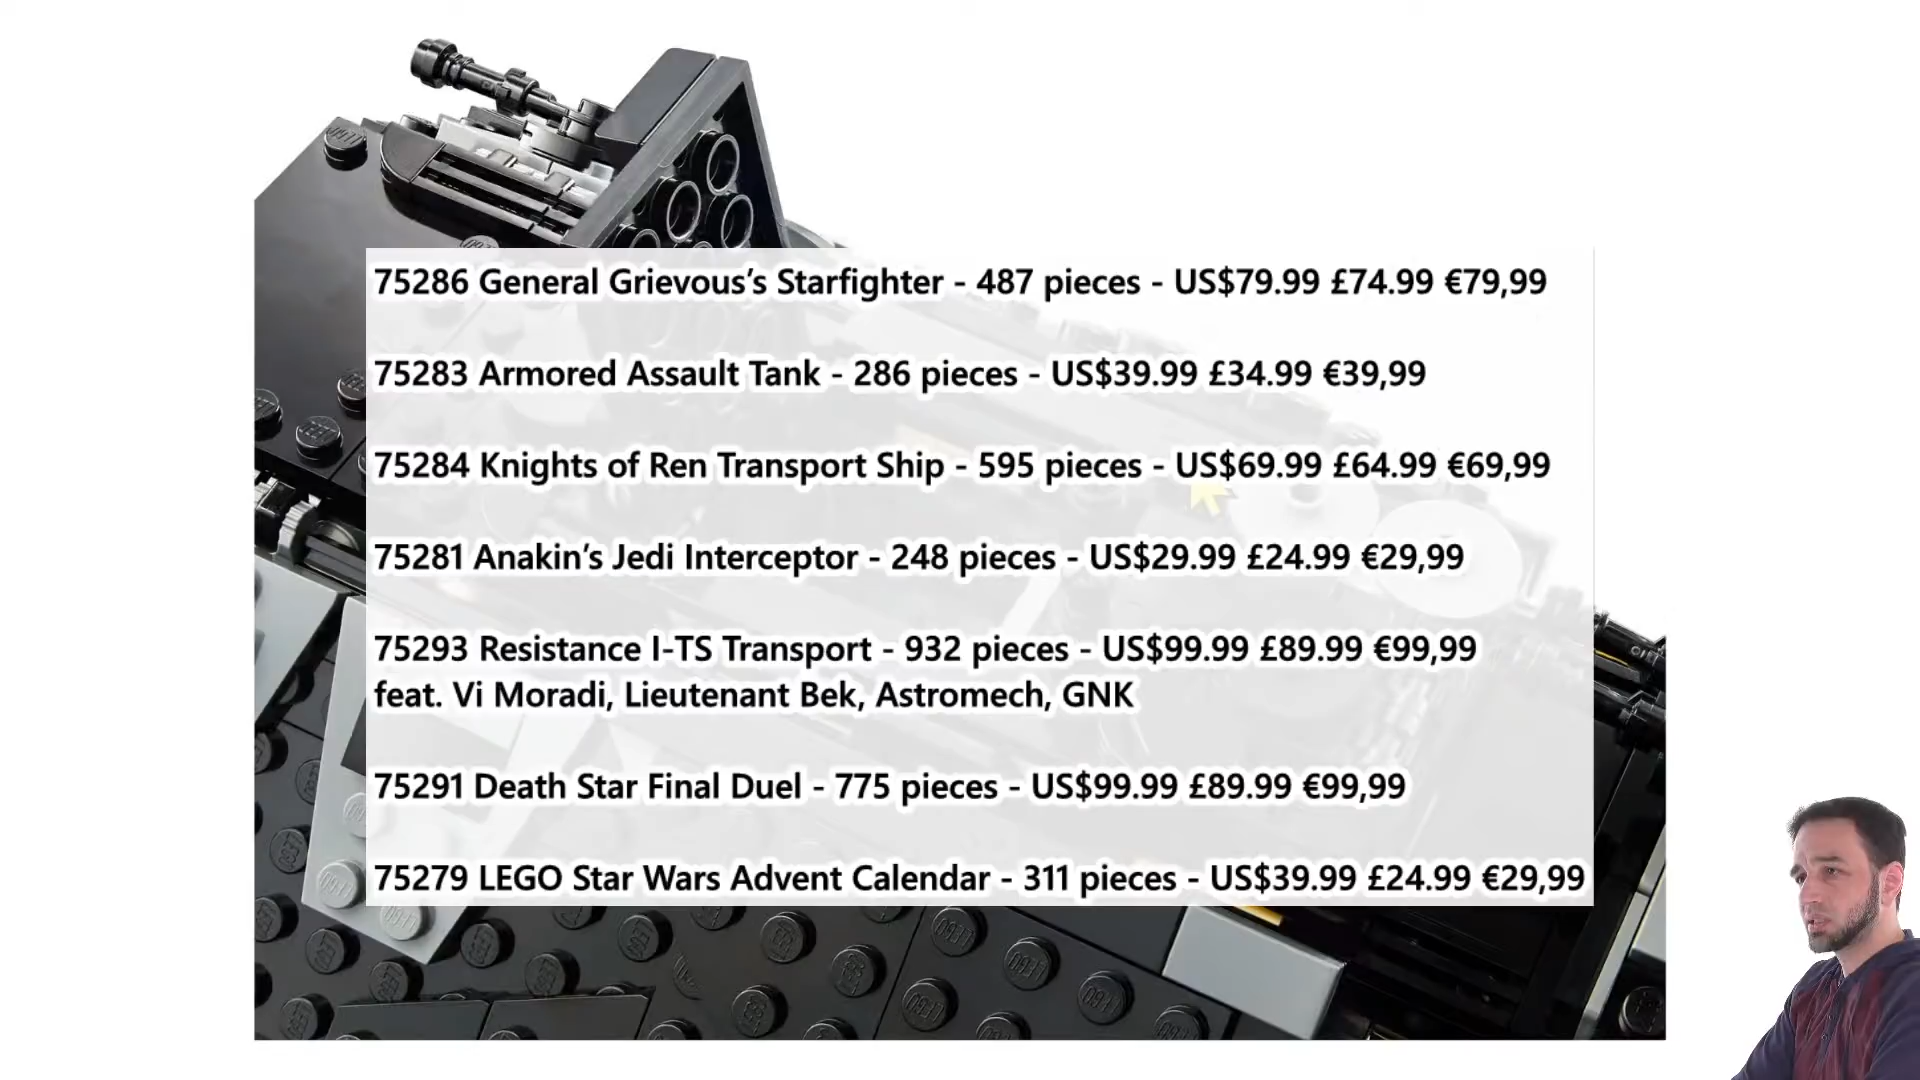 75286 General Grievous’s Starfighter - 487 pieces - US$79.99 £74.99 €79,99
75283 Armored Assault Tank - 286 pieces - US$39.99 £34.99 €39,99
75284 Knights of Ren Transport Ship - 595 pieces - US$69.99 £64.99 €69,99
75281 Anakin’s Jedi Interceptor - 248 pieces - US$29.99 £24.99 €29,99
75293 Resistance I-TS Transport - 932 pieces - US$99.99 £89.99 €99,99
feat. Vi Moradi, Lieutenant Bek, Astromech, GNK
75291 Death Star Final Duel - 775 pieces - US$99.99 £89.99 €99,99
75279 LEGO Star Wars Advent Calendar - 311 pieces - US$39.99 £24.99 €29,99